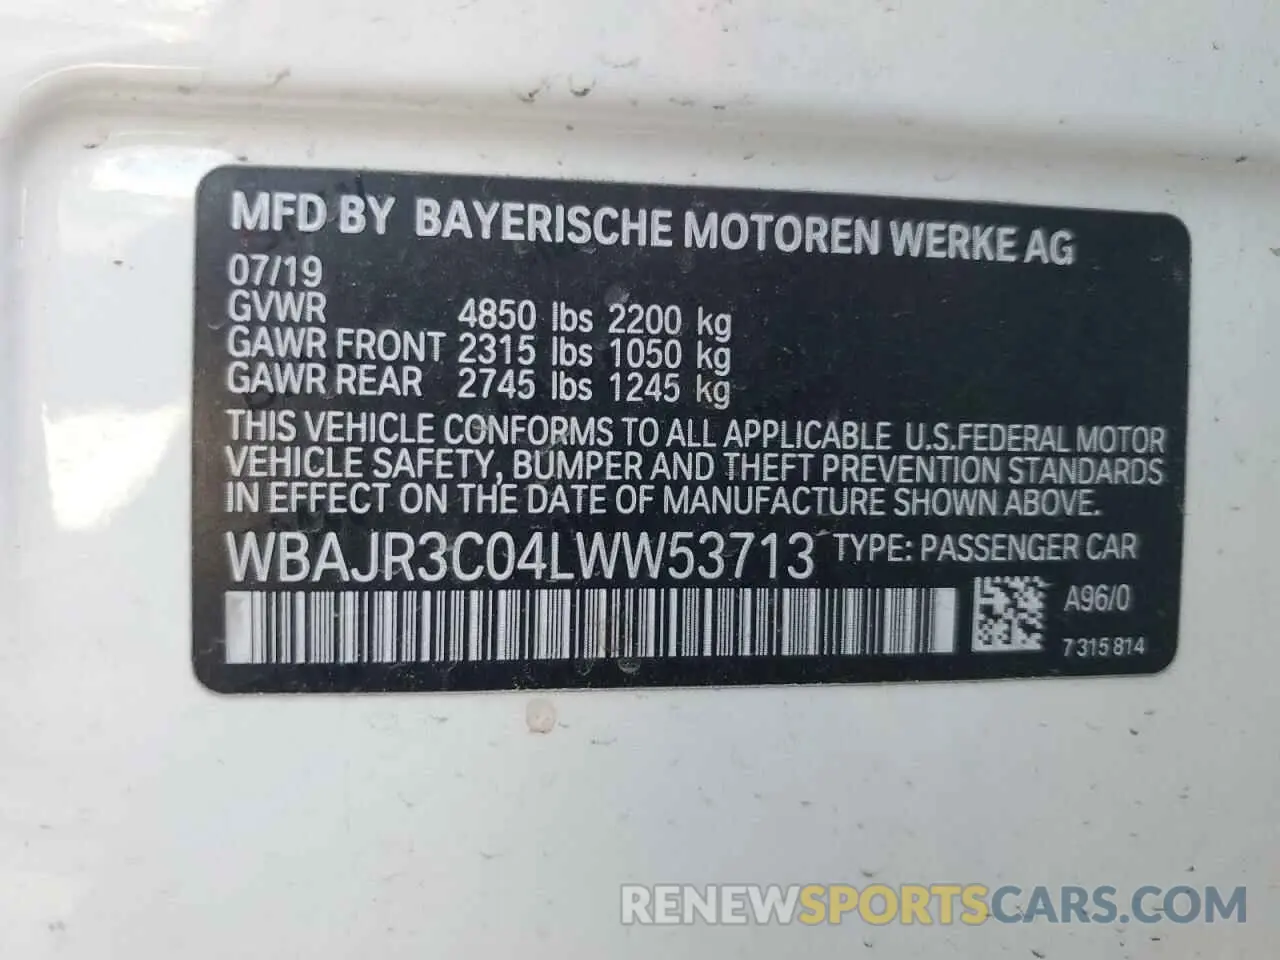 MFD BY BAYERISCHE MOTOREN WERKE AG
07/19
GVWR 4850 lbs 2200 kg
GAWR FRONT 2315 lbs 1050 kg
GAWR REAR 2745 lbs 1245 kg
THIS VEHICLE CONFORMS TO ALL APPLICABLE U.S.FEDERAL MOTOR
VEHICLE SAFETY, BUMPER AND THEFT PREVENTION STANDARDS
IN EFFECT ON THE DATE OF MANUFACTURE SHOWN ABOVE.
WBAJR3C04LWW53713 TYPE: PASSENGER CAR
A96/0
7315814
RENEWSPORTSCARS.COM